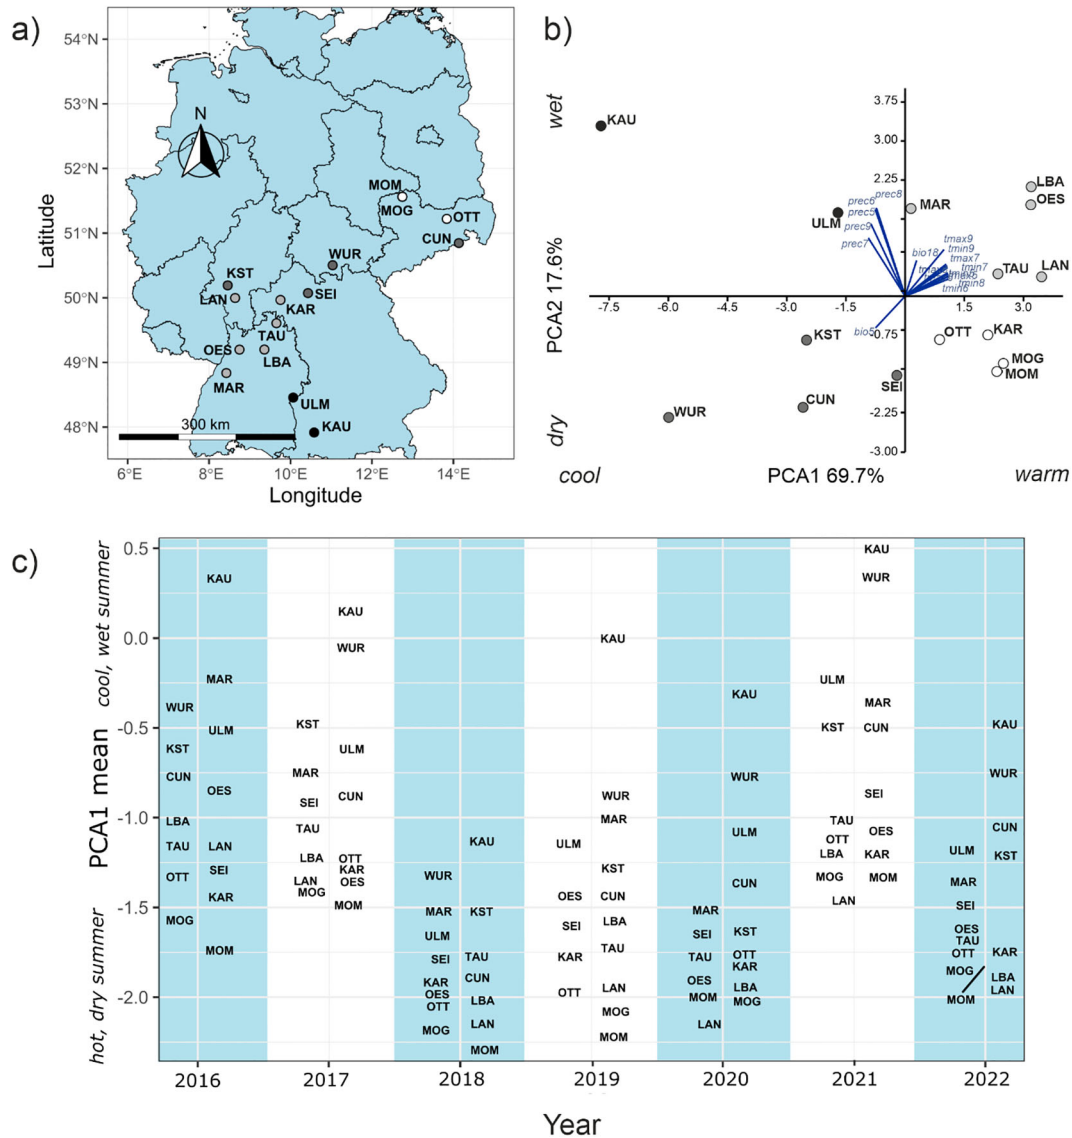 a)
54°N
53°N
52°N
51°N
50°N
49°N
48°N
Latitude
N
MOM
MOG
OTT
CUN
WUR
KST
LAN
SEI
KAR
TAU
OES
LBA
MAR
ULM
KAU
300 km
6°E
8°E
10°E
12°E
14°E
Longitude
b)
wet
PCA2 17.6%
dry
3.75
3.00
2.25
-0.75
-2.25
-3.00
-7.5
-6.0
-4.5
-3.0
-1.5
1.5
3.0
KAU
ULM
MAR
LBA
OES
TAU
LAN
OTT
KAR
MOG
MOM
KST
SEI
CUN
WUR
prec8
prec6
prec5
prec9
prec7
bio18
tmax9
tmin9
tmax7
tmin7
tmin8
tmin6
bio5
cool
PCA1 69.7%
warm
c)
hot, dry summer
cool, wet summer
PCA1 mean
0.5
0.0
-0.5
-1.0
-1.5
-2.0
KAU
MAR
WUR
ULM
KST
CUN
OES
LBA
TAU LAN
SEI
OTT
KAR
MOG
MOM
KAU
WUR
KST
ULM
MAR
CUN
SEI
TAU
LBA OTT
KAR
LAN OES
MOG
MOM
KAU
WUR
MAR KST
ULM
SEI TAU
CUN
KAR
OES
LBA
OTT
LAN
MOG
MOM
KAU
WUR
MAR
ULM
KST
OES CUN
LBA
SEI
TAU
KAR
LAN
OTT
MOG
MOM
KAU
WUR
ULM
CUN
MAR
KST
SEI
OTT
TAU
KAR
OES
LBA
MOM
MOG
LAN
KAU
WUR
ULM
MAR
KST CUN
SEI
TAU
OES
OTT
LBA KAR
MOG MOM
LAN
KAU
WUR
CUN
ULM
KST
MAR
SEI
OES
TAU
OTT KAR
MOG
LBA
LAN
MOM
2016
2017
2018
2019
2020
2021
2022
Year